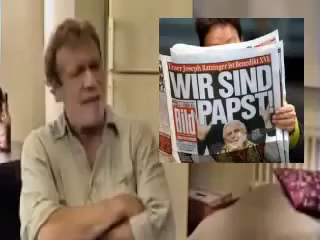 Unser Joseph Ratzinger ist Benedikt XVI.
WIR SIND
PAPST!
Bild